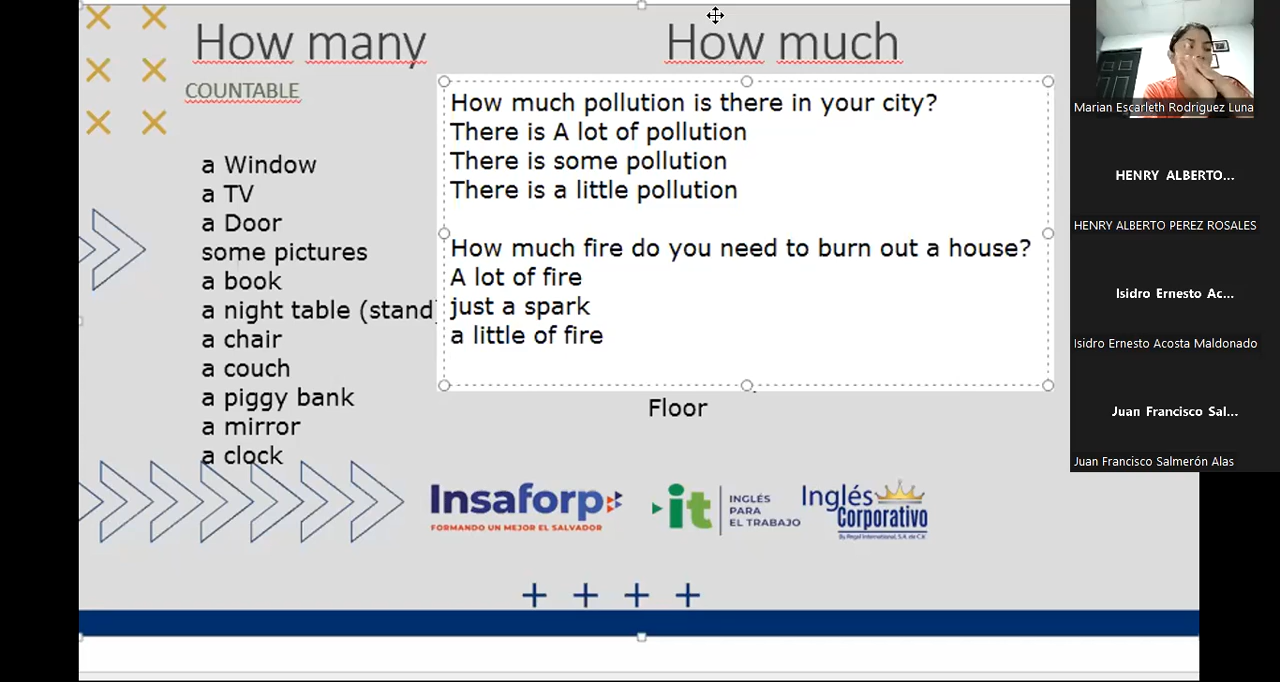 How many
COUNTABLE
a Window
a TV
a Door
some pictures
a book
a night table (stand)
a chair
a couch
a piggy bank
a mirror
a clock
How much
How much pollution is there in your city?
There is A lot of pollution
There is some pollution
There is a little pollution
How much fire do you need to burn out a house?
A lot of fire
just a spark
a little of fire
Floor
Insaforp
FORMANDO UN MEJOR EL SALVADOR
it
INGLÉS
PARA
EL TRABAJO
Inglés
Corporativo
By Regal International, S.A. de C.V.
Marian Escarleth Rodriguez Luna
HENRY ALBERTO...
HENRY ALBERTO PEREZ ROSALES
Isidro Ernesto Ac...
Isidro Ernesto Acosta Maldonado
Juan Francisco Sal...
Juan Francisco Salmerón Alas